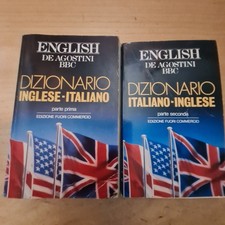 ENGLISH
DE AGOSTINI
BBC
DIZIONARIO
INGLESE-ITALIANO
parte prima
EDIZIONE FUORI COMMERCIO
ENGLISH
DE AGOSTINI
BBC
DIZIONARIO
ITALIANO-INGLESE
parte seconda
EDIZIONE FUORI COMMERCIO